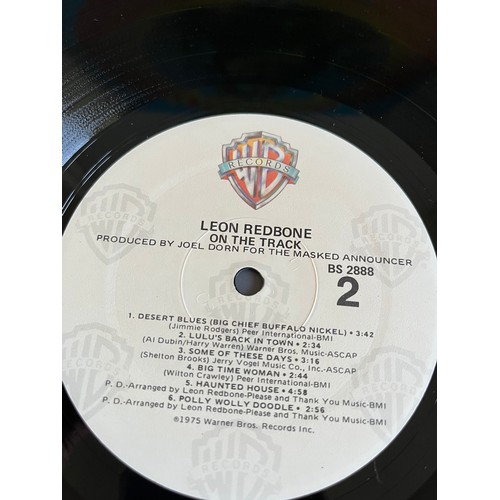 WB
RECORDS
LEON REDBONE
ON THE TRACK
PRODUCED BY JOEL DORN FOR THE MASKED ANNOUNCER
BS 2888
2
1. DESERT BLUES (BIG CHIEF BUFFALO NICKEL) • 3:42
(Jimmie Rodgers) Peer International-BMI
2. LULU'S BACK IN TOWN • 2:34
(Al Dubin/Harry Warren) Warner Bros. Music-ASCAP
3. SOME OF THESE DAYS • 3:16
(Shelton Brooks) Jerry Vogel Music Co., Inc.-ASCAP
4. BIG TIME WOMAN • 2:44
(Wilton Crawley) Peer International-BMI
5. HAUNTED HOUSE • 4:58
P. D.-Arranged by Leon Redbone-Please and Thank You Music-BMI
6. POLLY WOLLY DOODLE • 2:56
P. D.-Arranged by Leon Redbone-Please and Thank You Music-BMI
℗1975 Warner Bros. Records Inc.